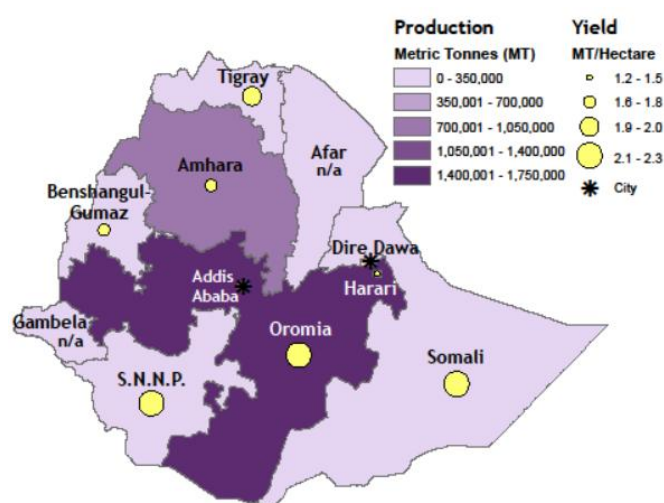 Production
Metric Tonnes (MT)
0 - 350,000
350,001 - 700,000
700,001 - 1,050,000
1,050,001 - 1,400,000
1,400,001 - 1,750,000
Yield
MT/Hectare
1.2 - 1.5
1.6 - 1.8
1.9 - 2.0
2.1 - 2.3
City
Tigray
Afar
n/a
Amhara
Benshangul-
Gumaz
Dire Dawa
Harari
Addis
Ababa
Gambela
n/a
Oromia
Somali
S.N.N.P.